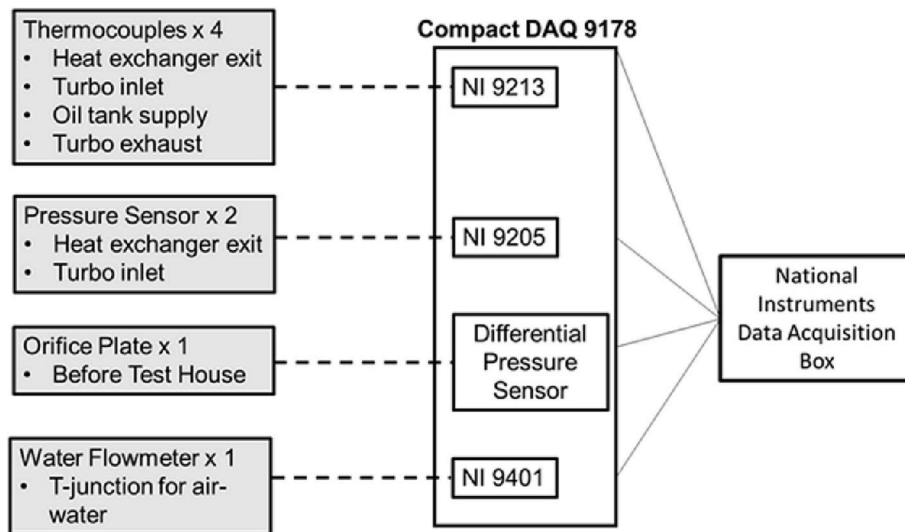 Thermocouples x 4
• Heat exchanger exit
• Turbo inlet
• Oil tank supply
• Turbo exhaust
Pressure Sensor x 2
• Heat exchanger exit
• Turbo inlet
Orifice Plate x 1
• Before Test House
Water Flowmeter x 1
• T-junction for air-
water
Compact DAQ 9178
NI 9213
NI 9205
Differential
Pressure
Sensor
NI 9401
National
Instruments
Data Acquisition
Box